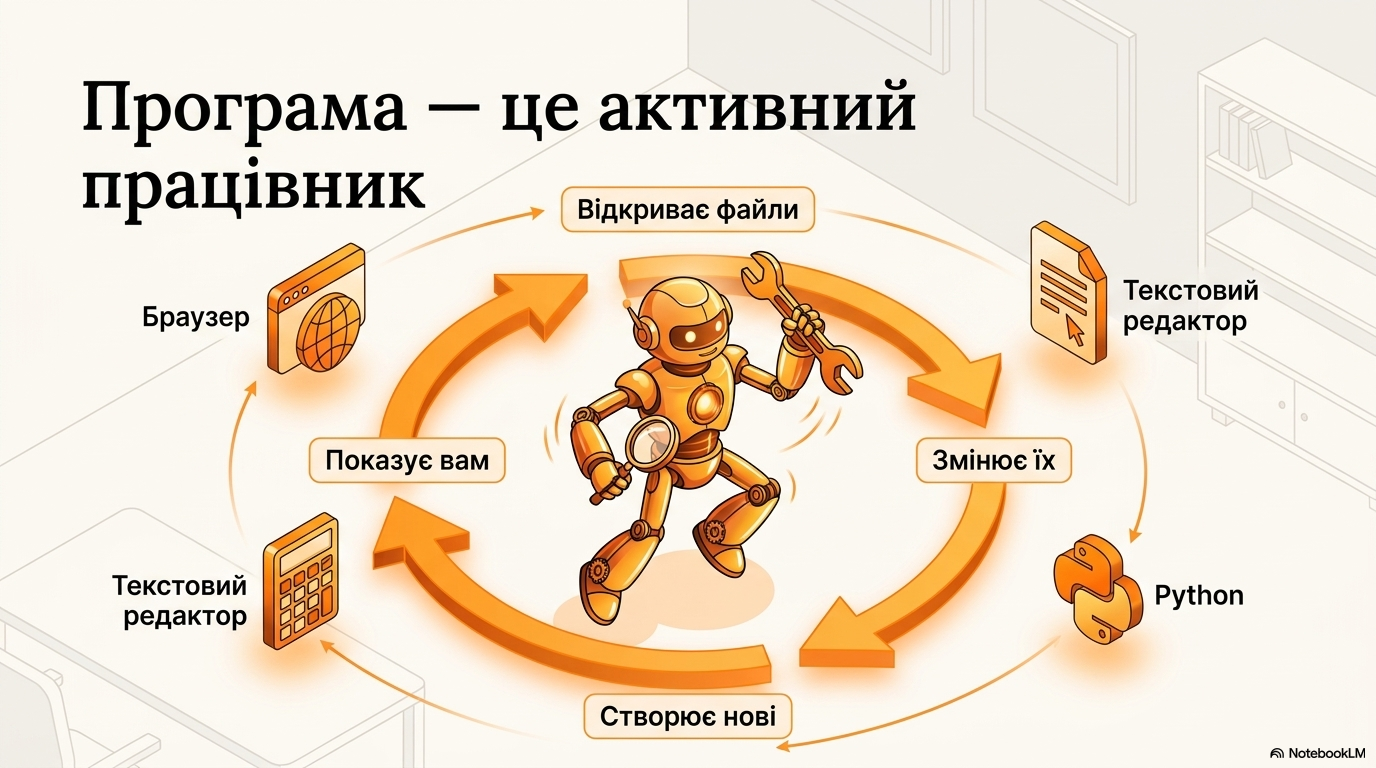 Програма — це активний
працівник
Відкриває файли
Браузер
Текстовий
редактор
Показує вам
Змінює їх
Текстовий
редактор
Python
Створює нові
NotebookLM